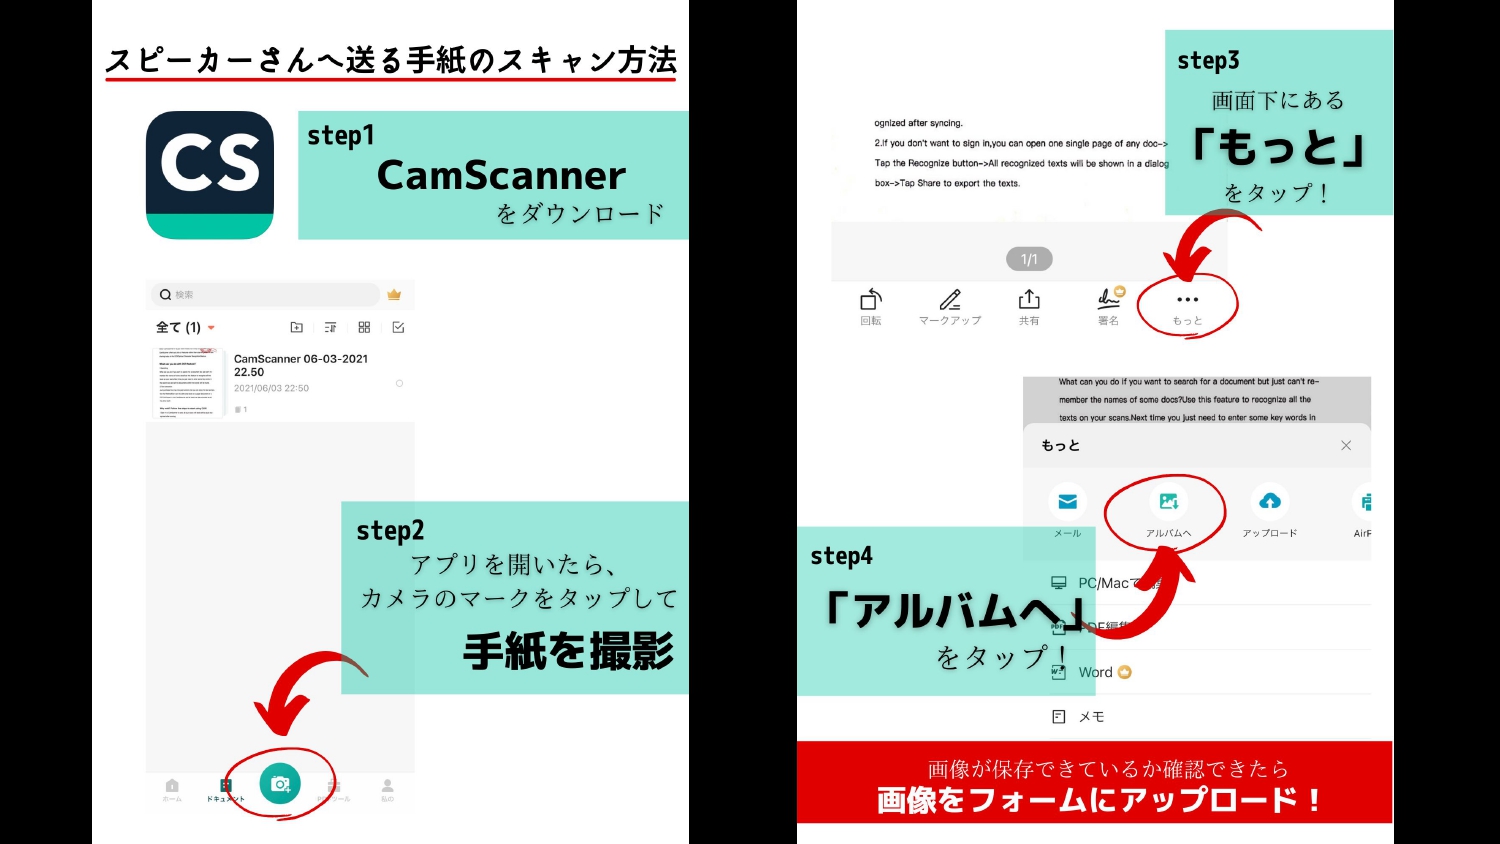 スピーカーさんへ送る手紙のスキャン方法
CS
step1
CamScanner
をダウンロード
検索
全て (1)
CamScanner 06-03-2021
22.50
2021/06/03 22:50
1
step2
アプリを開いたら、
カメラのマークをタップして
手紙を撮影
ホーム
ドキュメント
ツール
私の
step3
画面下にある
「もっと」
をタップ！
ognized after syncing.
2.If you don't want to sign in,you can open one single page of any doc->
Tap the Recognize button->All recognized texts will be shown in a dialog
box->Tap Share to export the texts.
1/1
回転
マークアップ
共有
署名
もっと
What can you do if you want to search for a document but just can't re-
member the names of some docs?Use this feature to recognize all the
texts on your scans.Next time you just need to enter some key words in
もっと
メール
アルバムへ
アップロード
AirP
step4
「アルバムへ」
をタップ！
PC/Macで
PDF編集
Word
メモ
画像が保存できているか確認できたら
画像をフォームにアップロード！